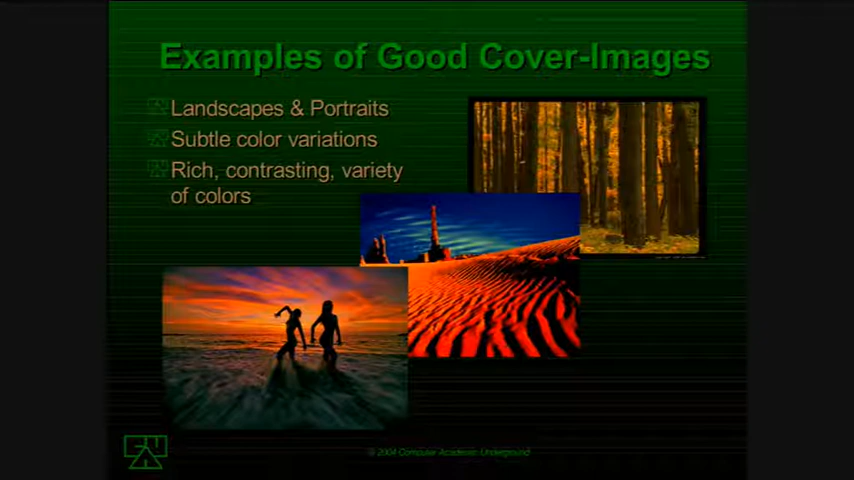 Examples of Good Cover-Images
Landscapes & Portraits
Subtle color variations
Rich, contrasting, variety
of colors
© 2004 Computer Academic Underground